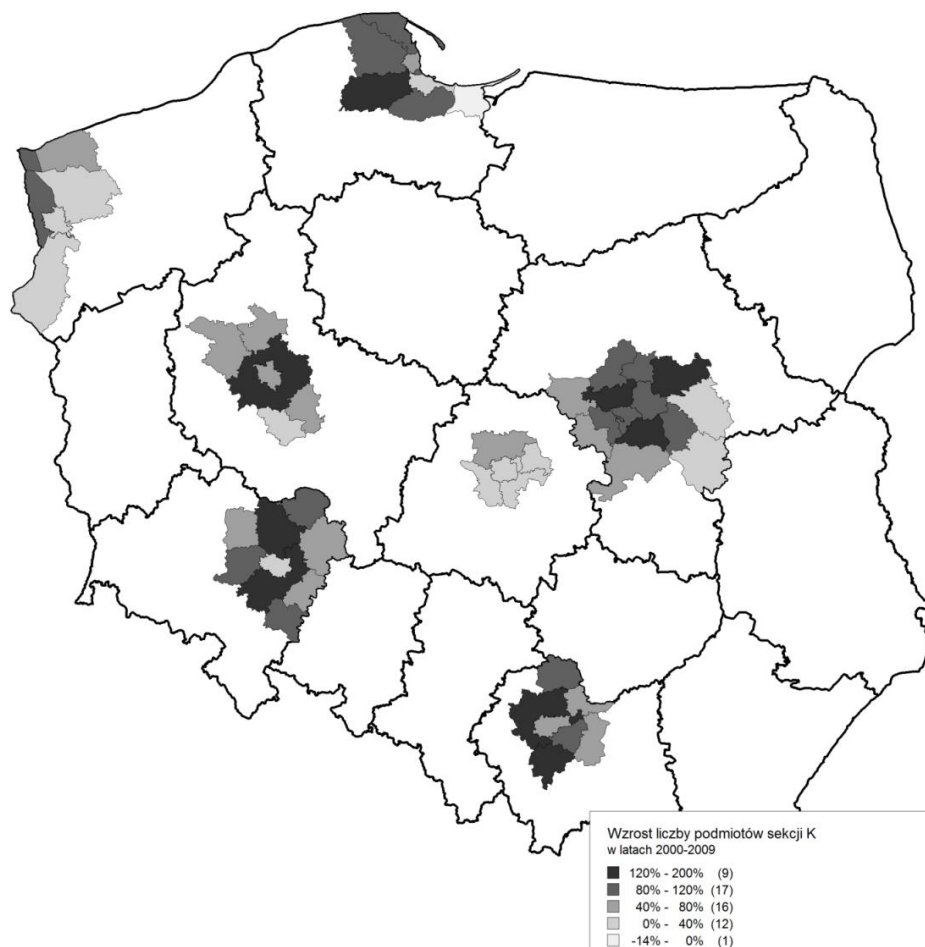 Wzrost liczby podmiotów sekcji K
w latach 2000-2009
120% - 200% (9)
80% - 120% (17)
40% - 80% (16)
0% - 40% (12)
-14% - 0% (1)